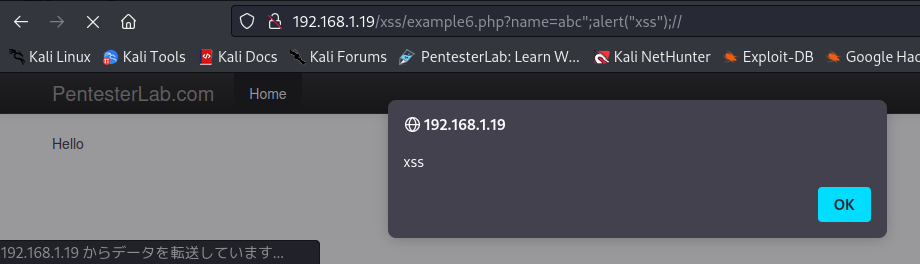 192.168.1.19/xss/example6.php?name=abc";alert("xss");//
Kali Linux Kali Tools Kali Docs Kali Forums PentesterLab: Learn W... Kali NetHunter Exploit-DB Google Hac
PentesterLab.com Home
192.168.1.19
Hello
xss
OK
192.168.1.19 からデータを転送しています...